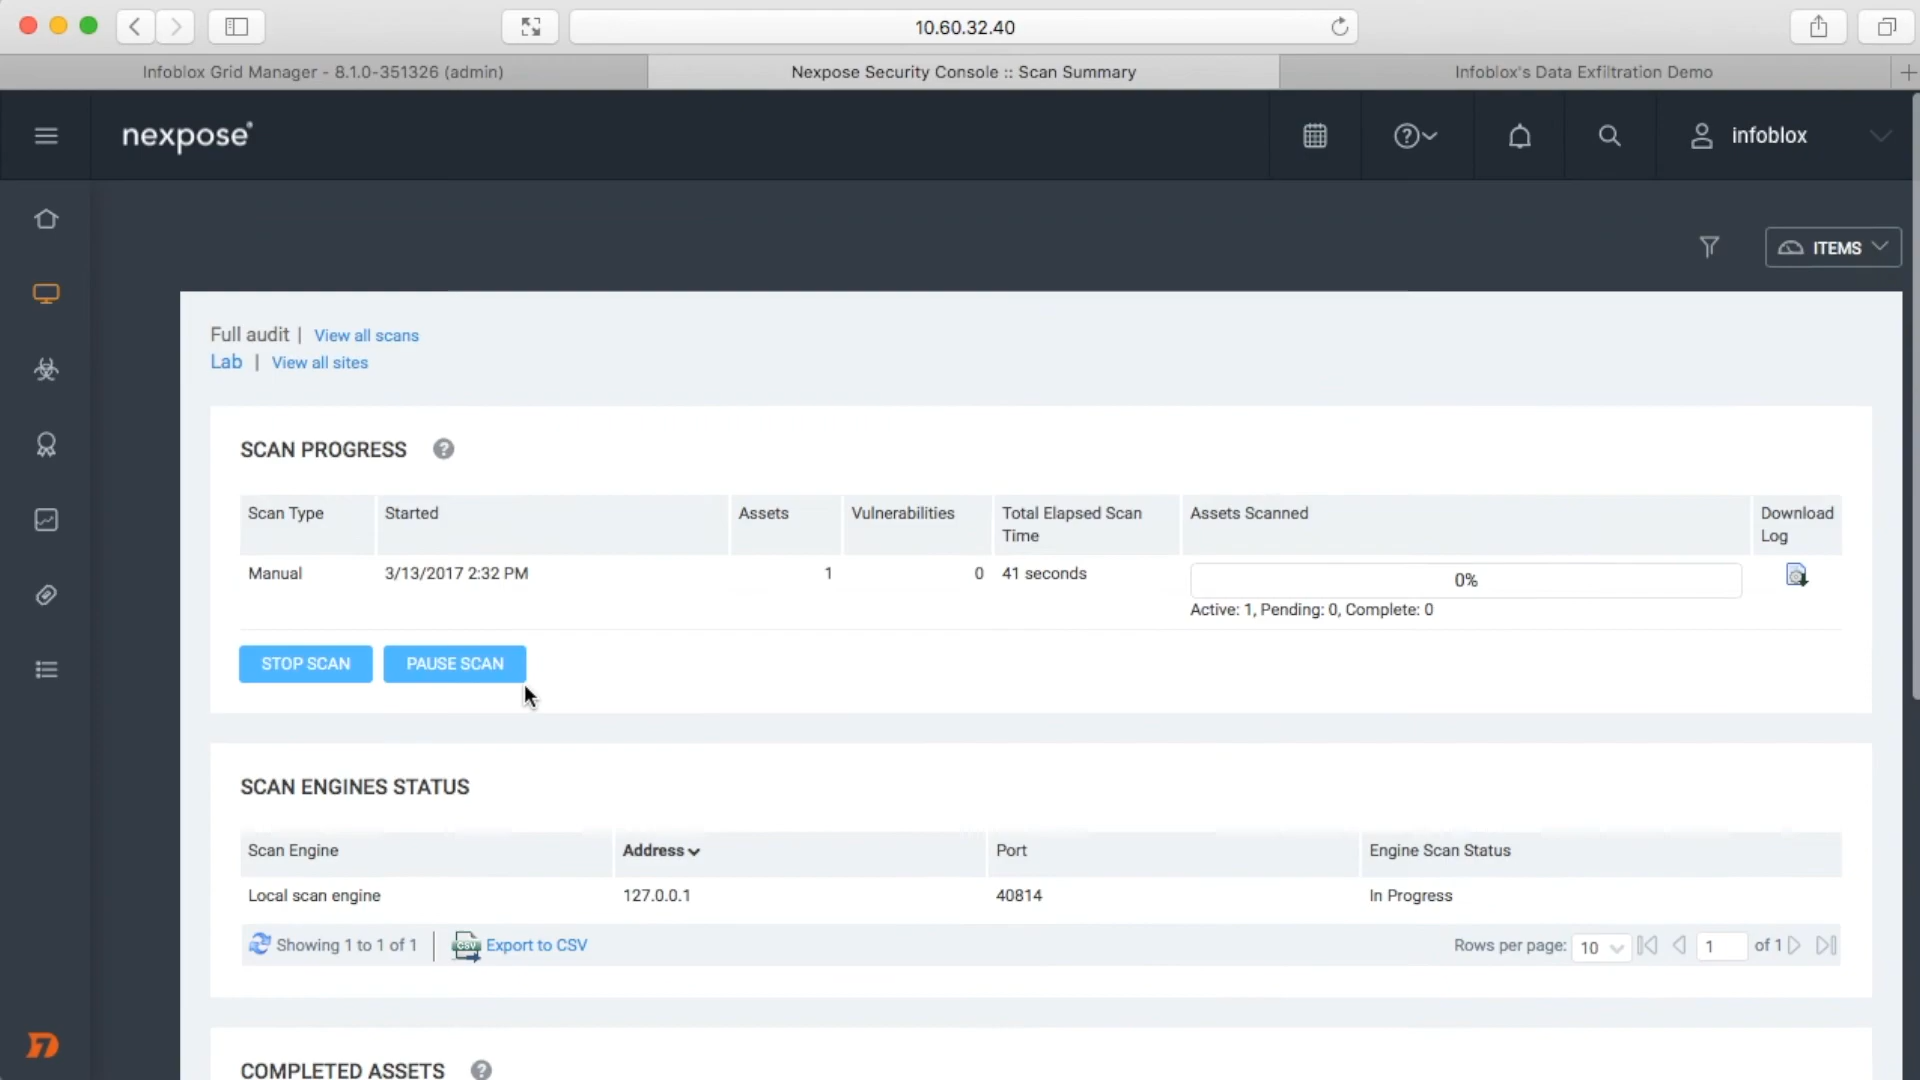 10.60.32.40
Infoblox Grid Manager - 8.1.0-351326 (admin)
Nexpose Security Console :: Scan Summary
Infoblox's Data Exfiltration Demo
nexpose
infoblox
ITEMS
Full audit | View all scans
Lab | View all sites
SCAN PROGRESS
Scan Type
Started
Assets
Vulnerabilities
Total Elapsed Scan
Time
Assets Scanned
Download
Log
Manual
3/13/2017 2:32 PM
1
0
41 seconds
0%
Active: 1, Pending: 0, Complete: 0
STOP SCAN
PAUSE SCAN
SCAN ENGINES STATUS
Scan Engine
Address
Port
Engine Scan Status
Local scan engine
127.0.0.1
40814
In Progress
Showing 1 to 1 of 1
CSV
Export to CSV
Rows per page:
10
1
of 1
COMPLETED ASSETS